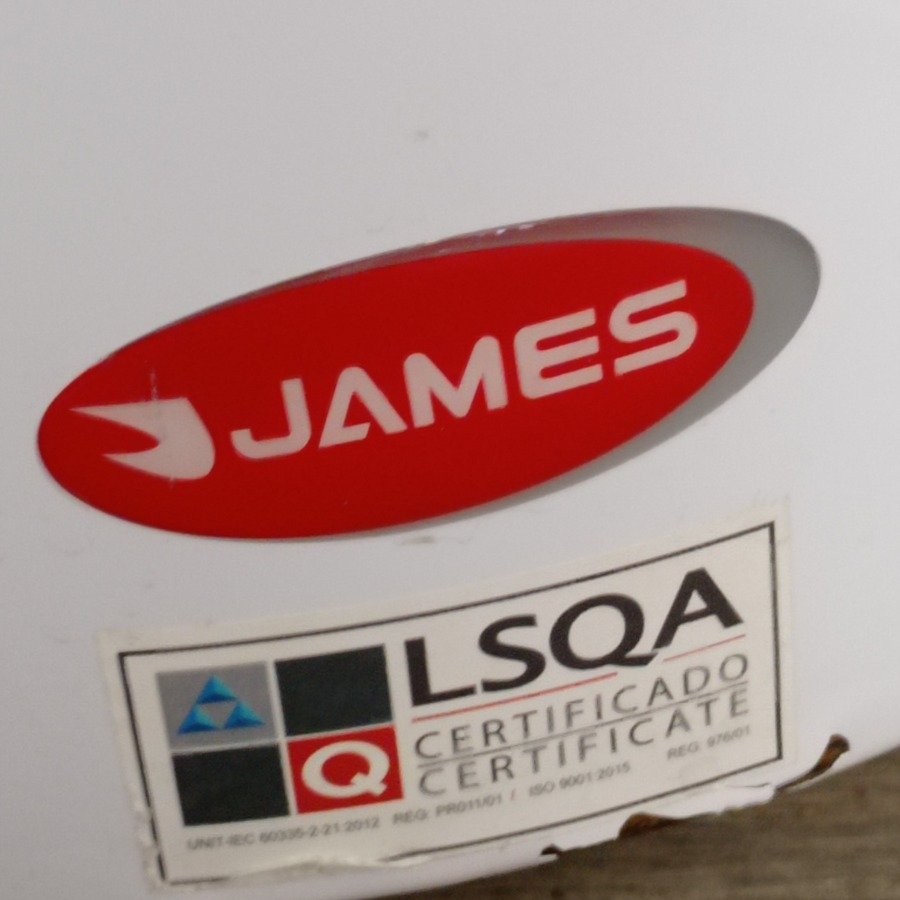 JAMES
LSQA
Q
CERTIFICADO
CERTIFICATE
UNIT-IEC 60335-2-21:2012 REG: PR011/01 / ISO 9001:2015 REG: 976/01